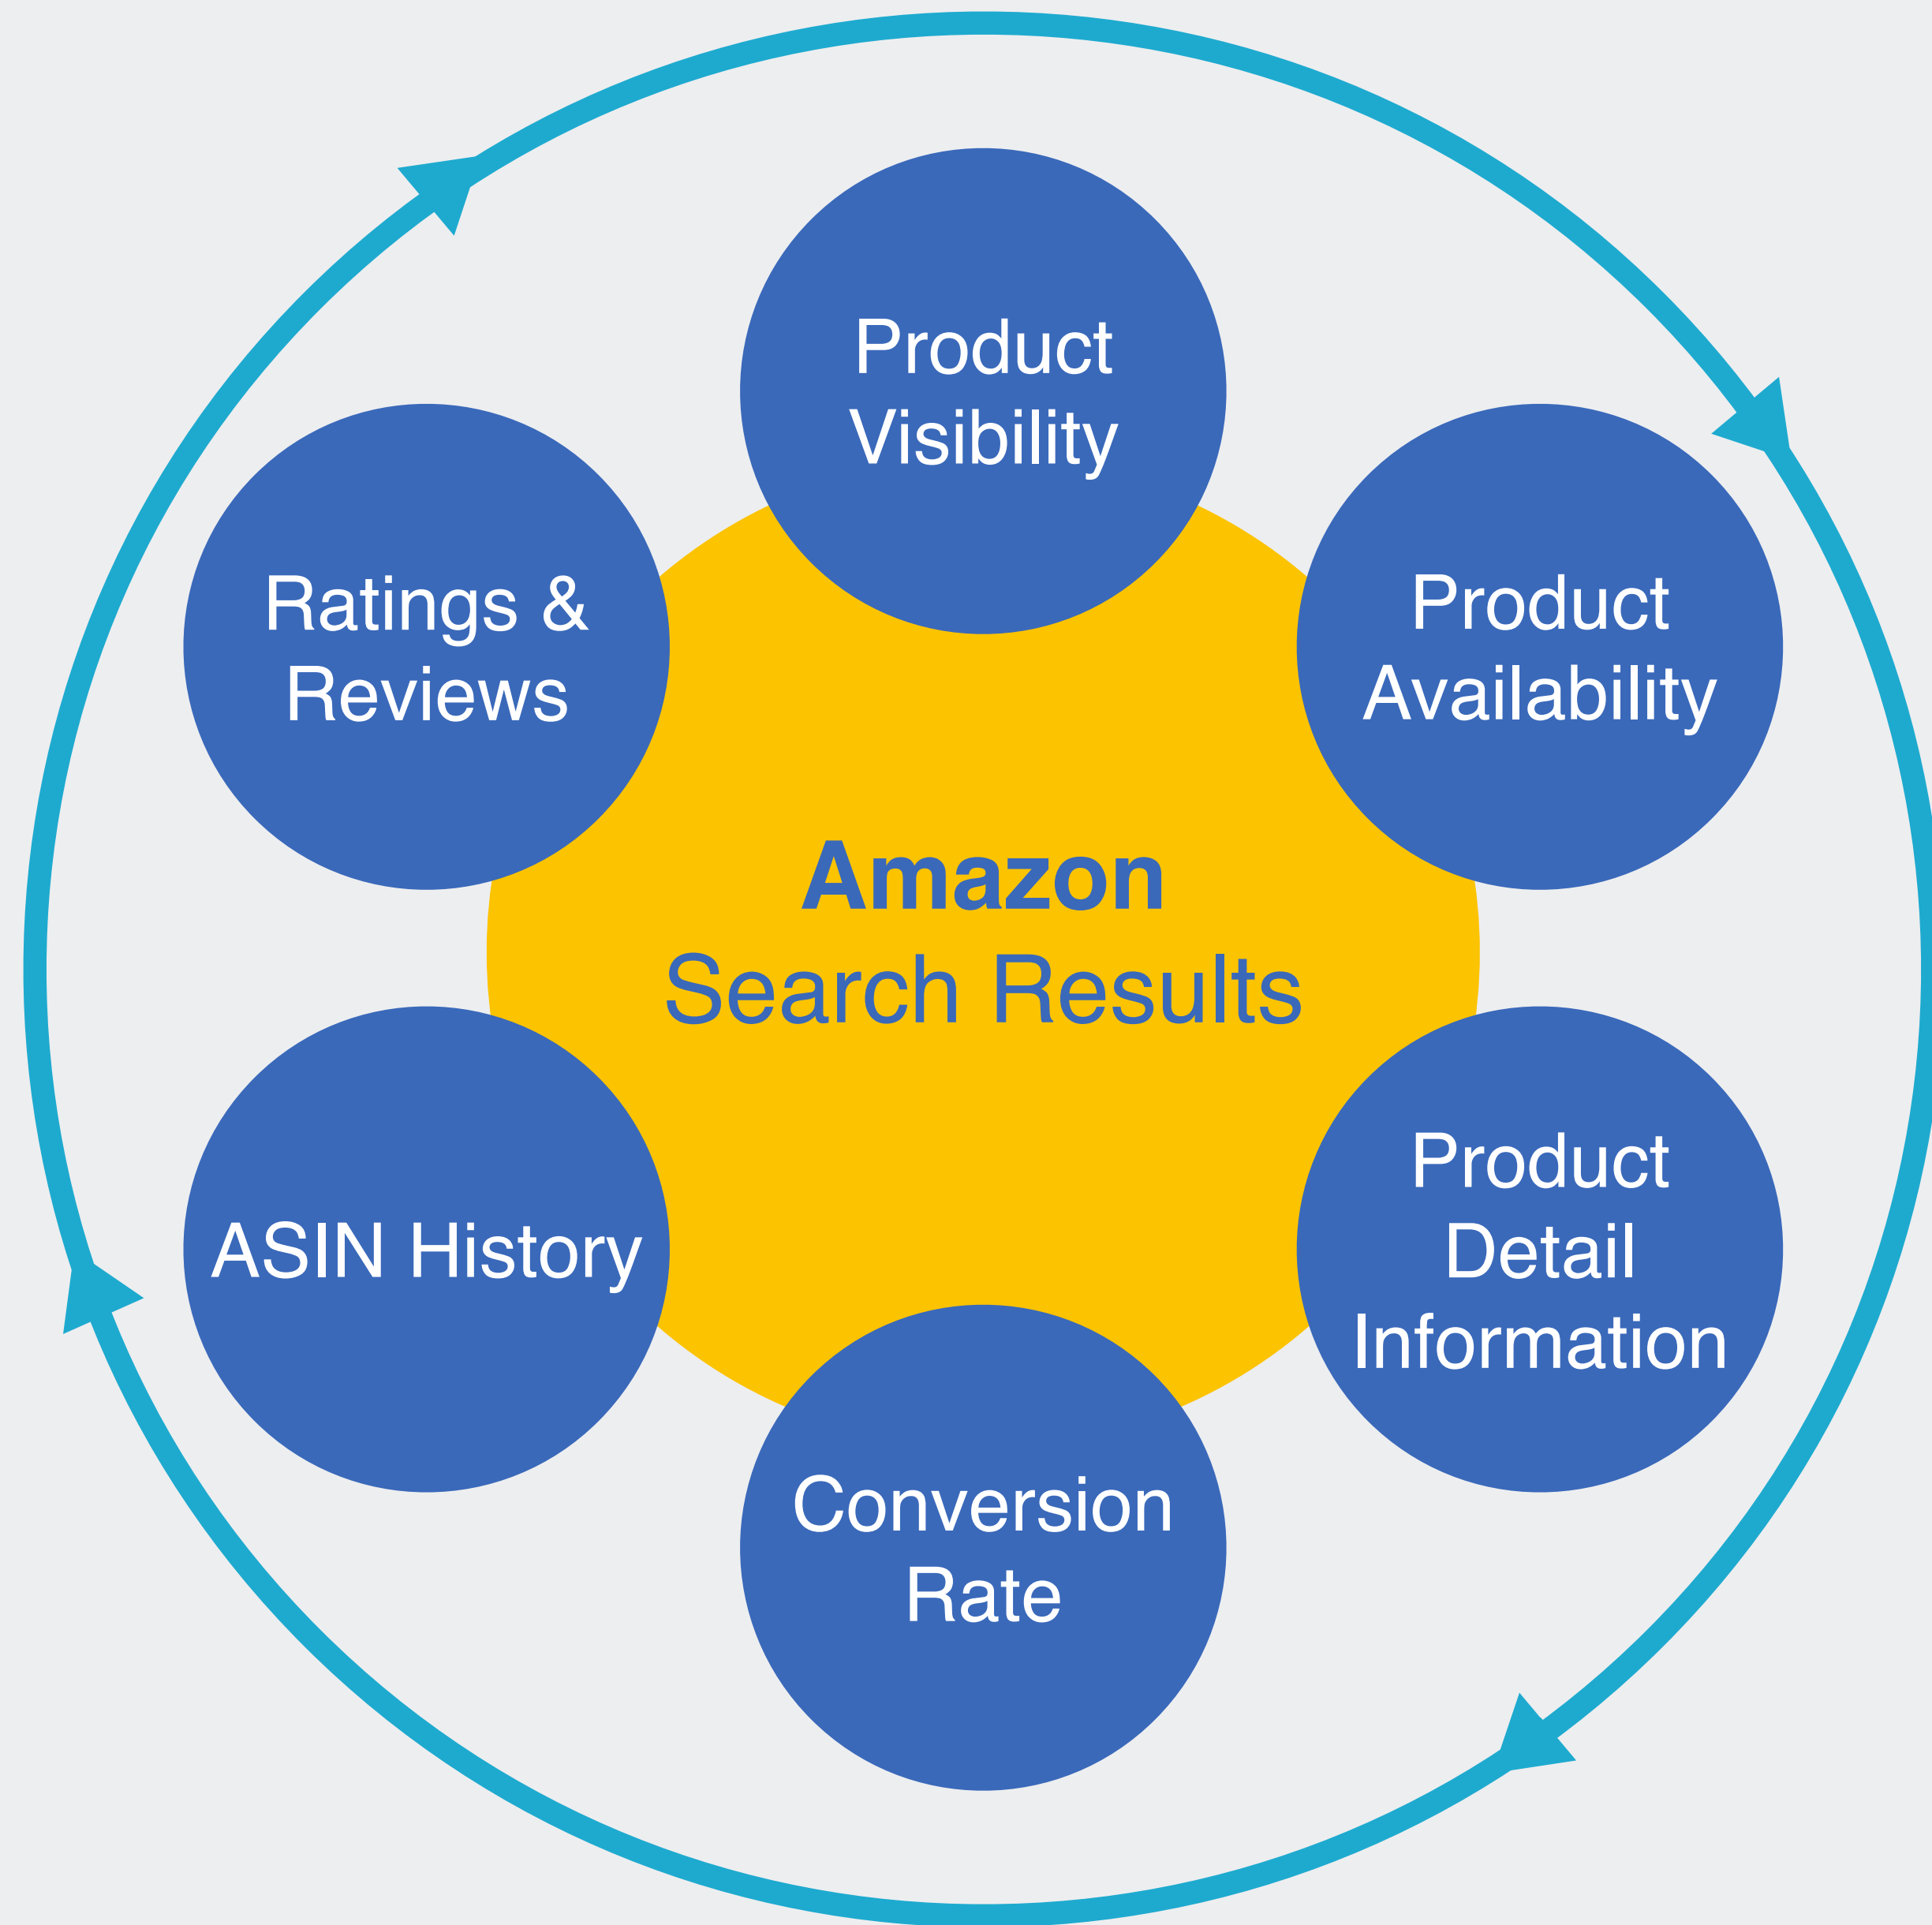 Product
Visibility
Product
Availability
Product
Detail
Information
Conversion
Rate
ASIN History
Ratings &
Reviews
Amazon
Search Results